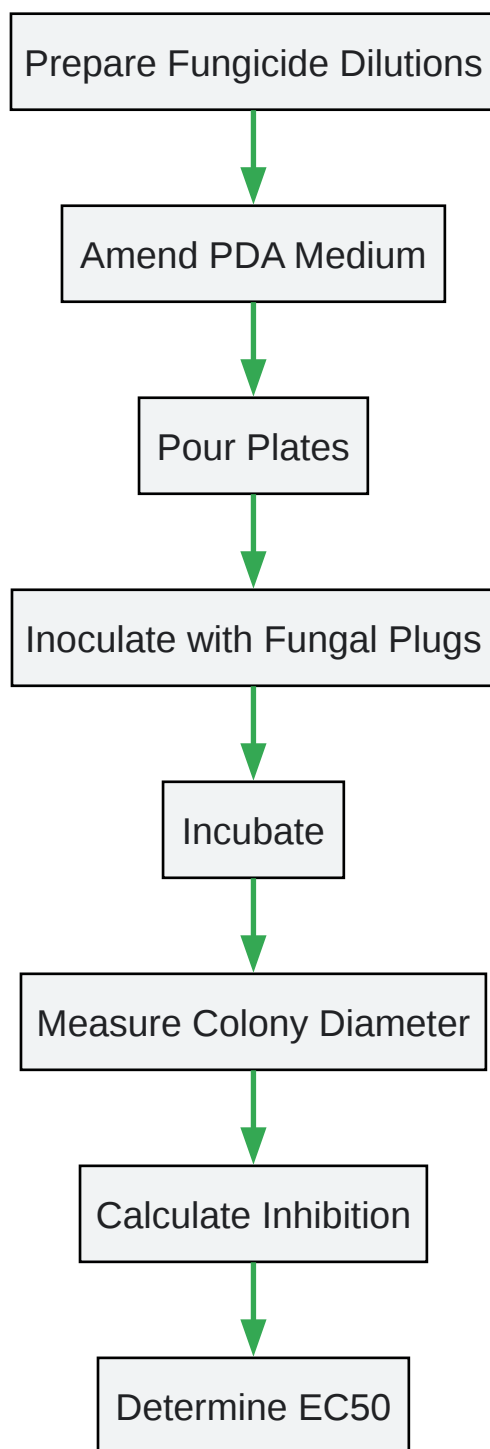 Prepare Fungicide Dilutions
Amend PDA Medium
Pour Plates
Inoculate with Fungal Plugs
Incubate
Measure Colony Diameter
Calculate Inhibition
Determine EC50